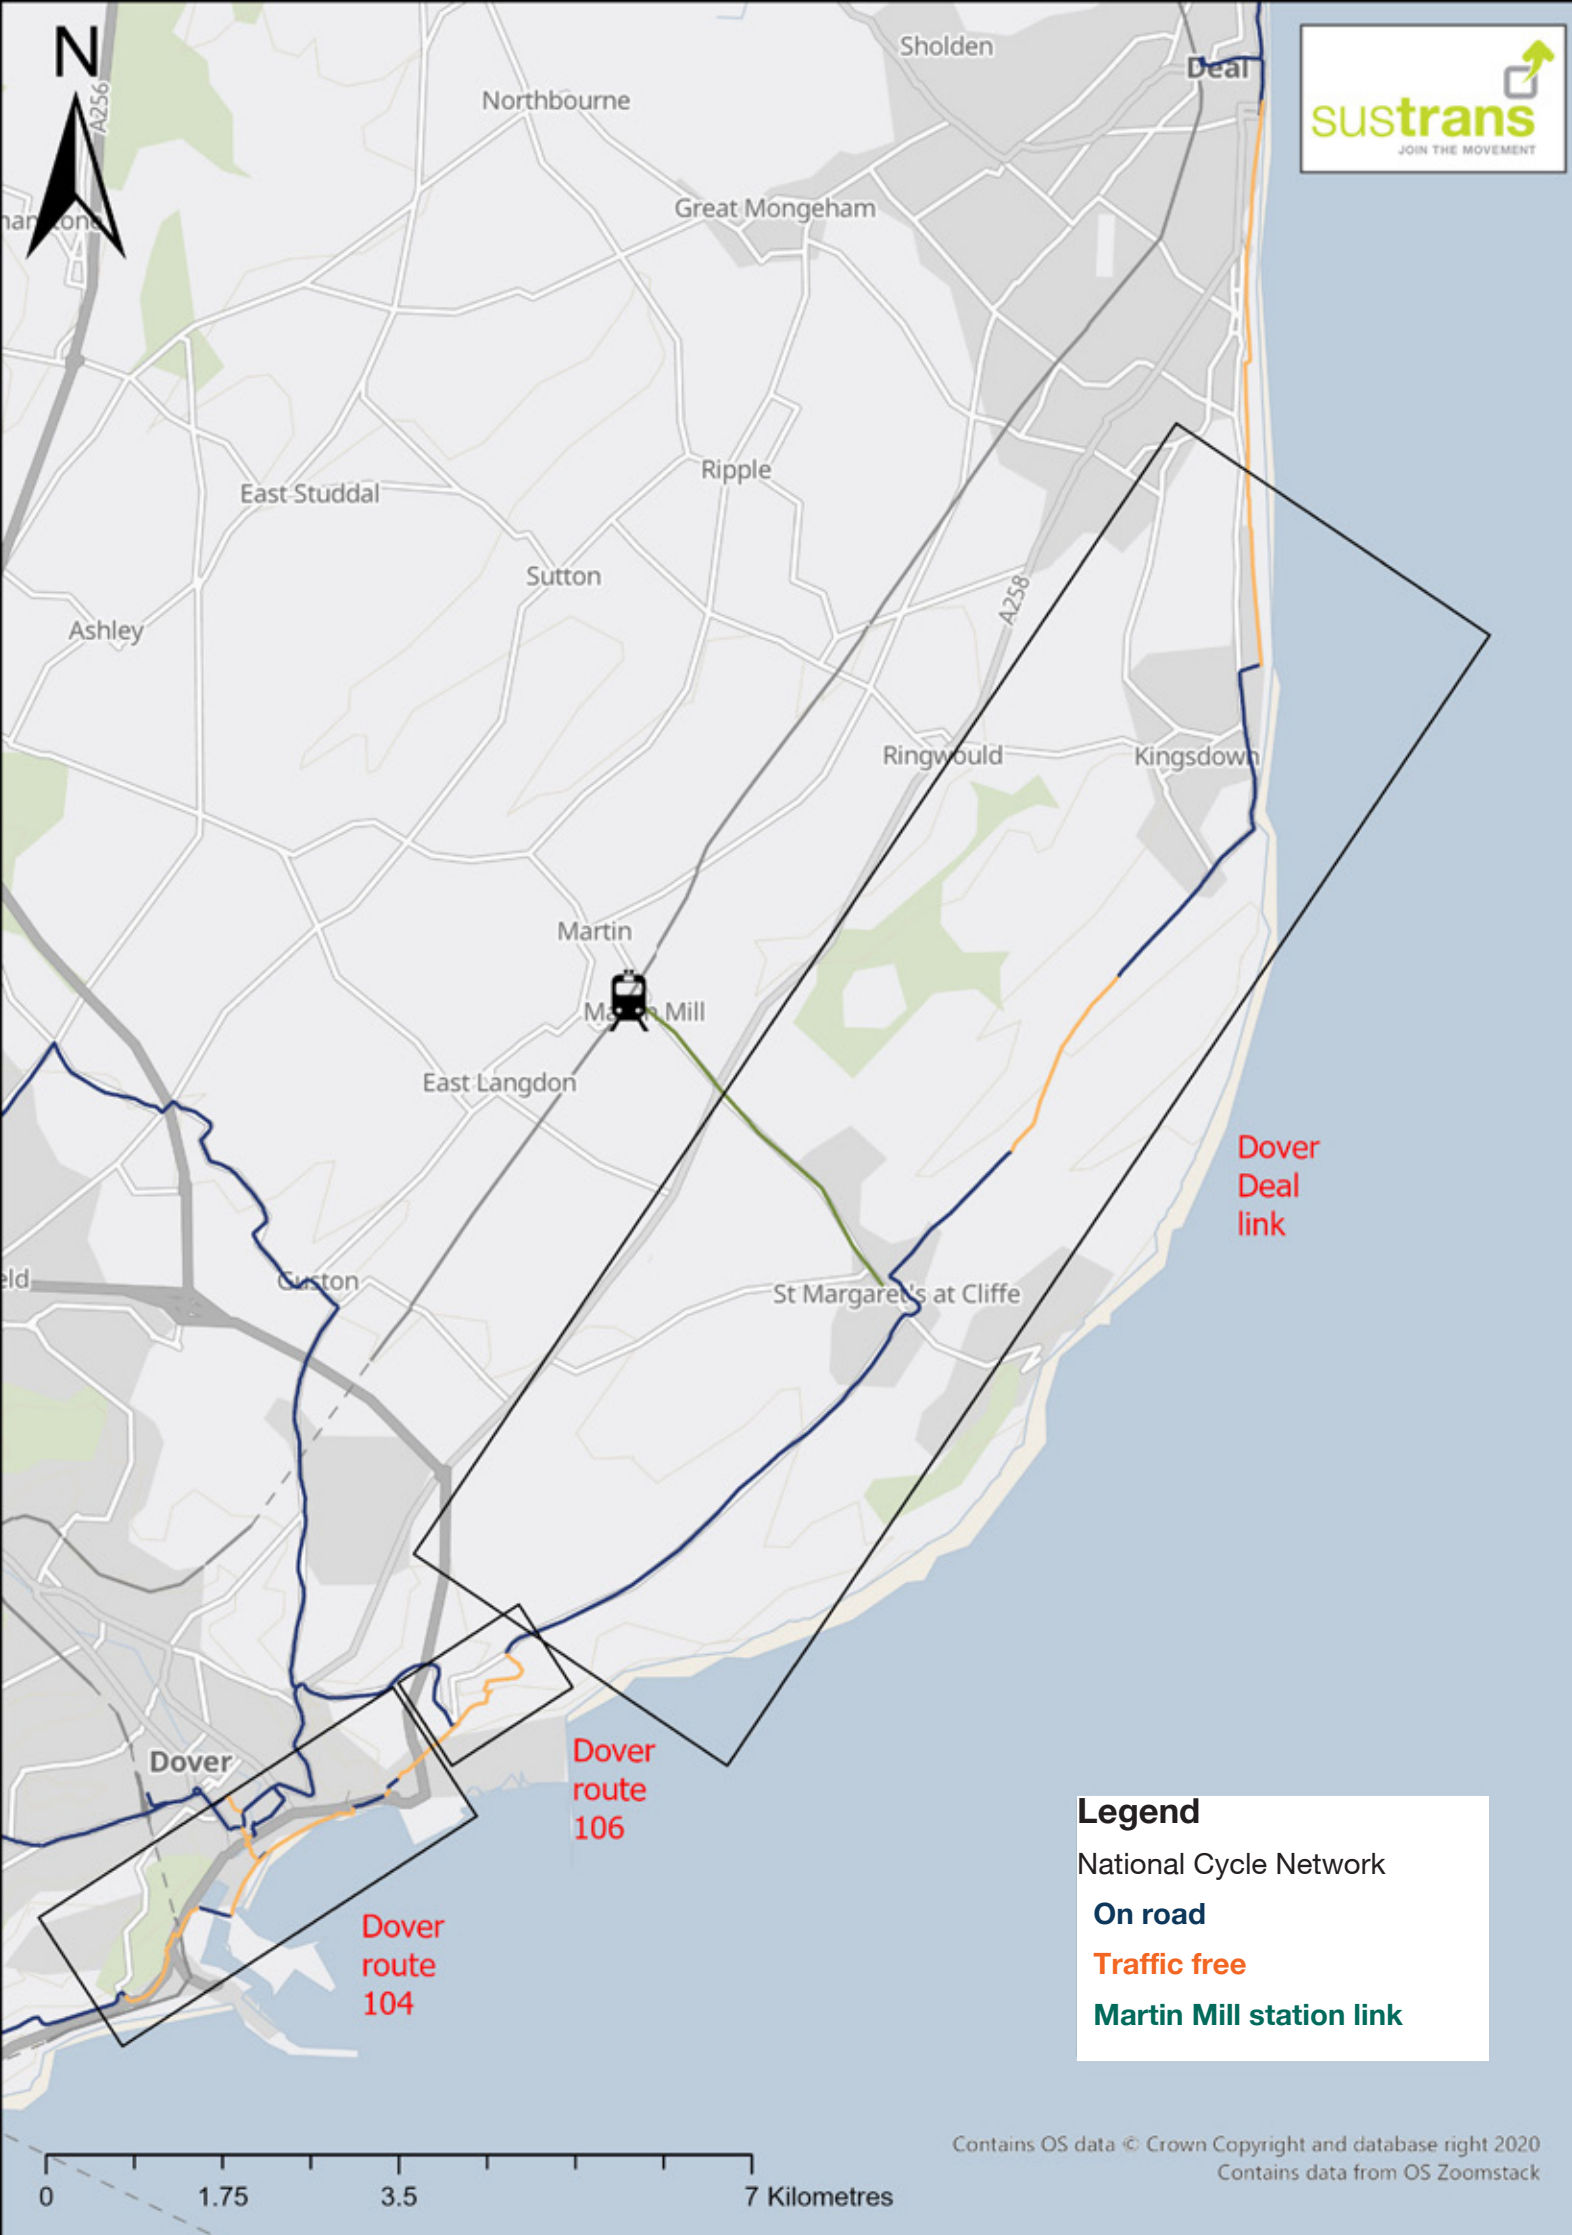 N
A256
Sholden
Deal
sustrans
JOIN THE MOVEMENT
Northbourne
Great Mongeham
Ripple
East Studdal
Sutton
A258
Ashley
Ringwould
Kingsdown
Martin
Martin Mill
East Langdon
Dover
Deal
link
Guston
St Margaret's at Cliffe
Dover
Dover
route
106
Dover
route
104
Legend
National Cycle Network
On road
Traffic free
Martin Mill station link
Contains OS data © Crown Copyright and database right 2020
Contains data from OS Zoomstack
0
1.75
3.5
7 Kilometres